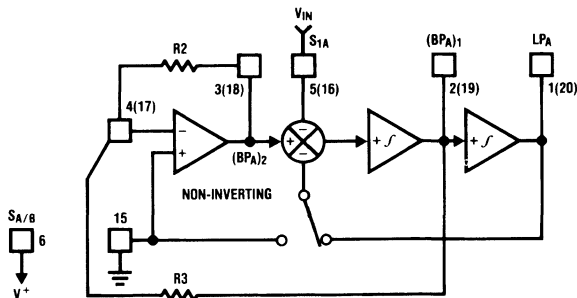 V_IN
S_1A
5(16)
(BP_A)_1
2(19)
LP_A
1(20)
R2
3(18)
4(17)
−
+
(BP_A)_2
+
−
−
+ ∫
+ ∫
NON-INVERTING
S_A/B
6
V+
15
R3